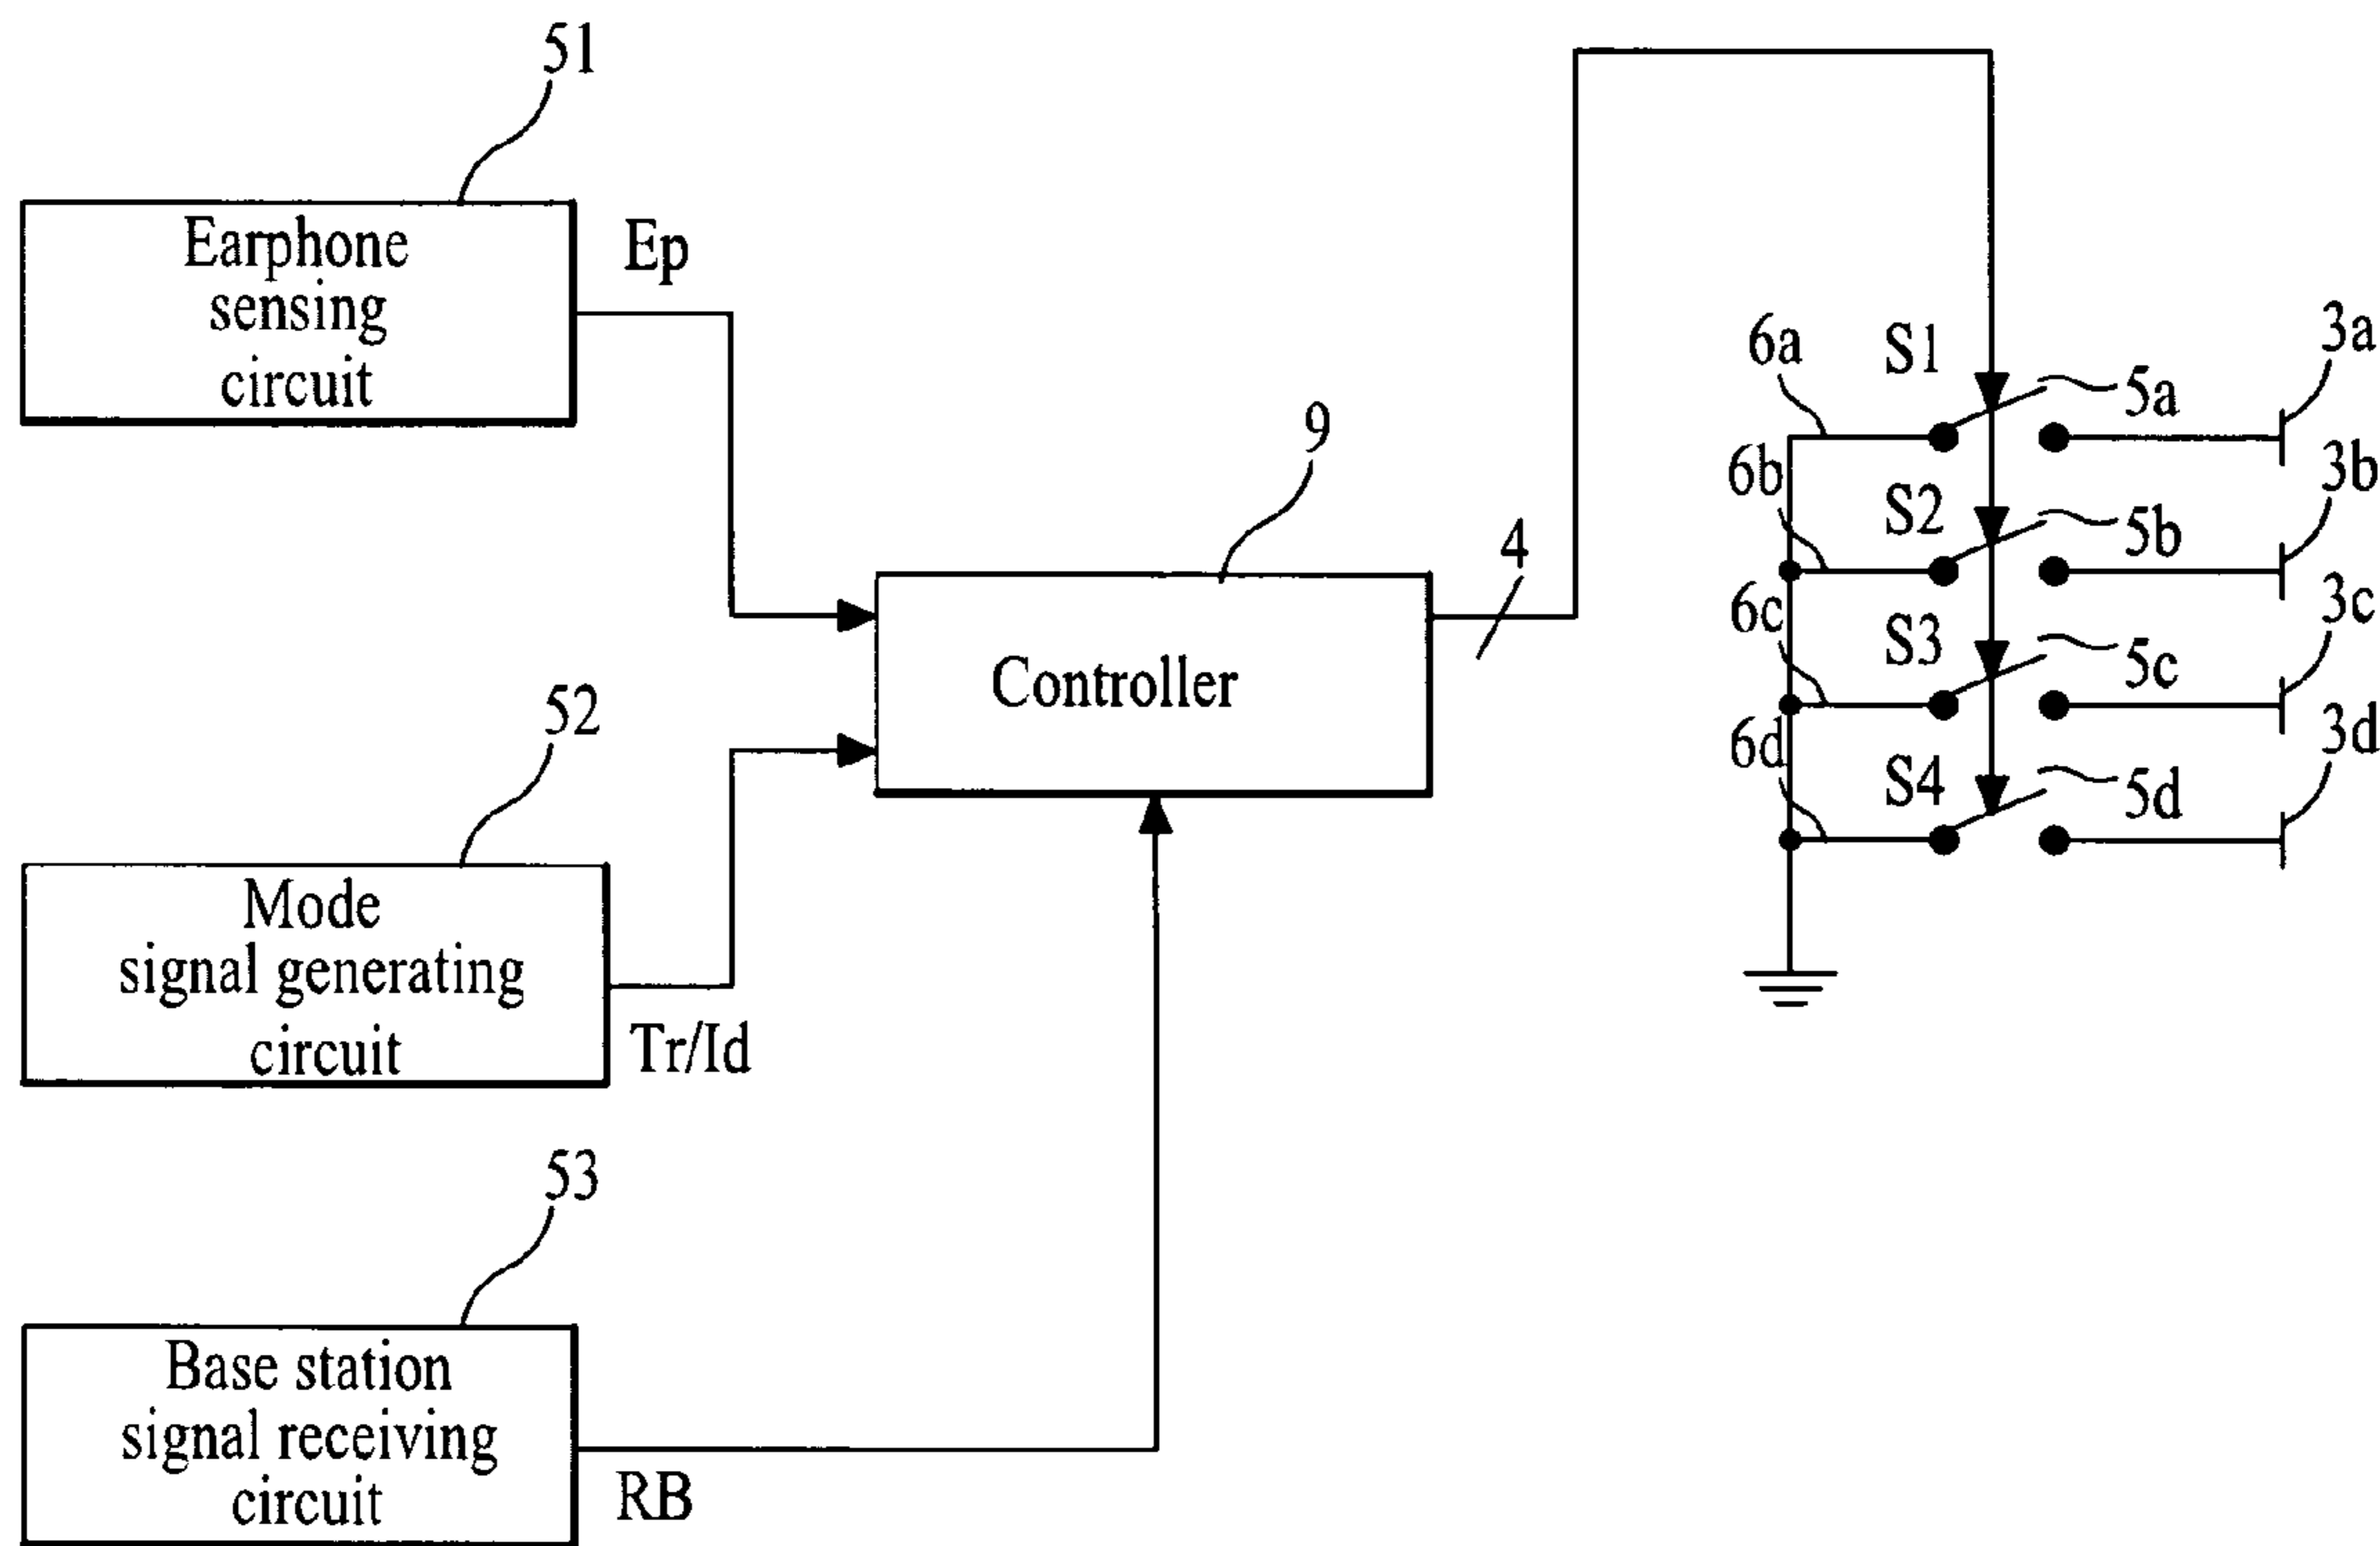 51
Earphone
sensing
circuit
Ep
52
Mode
signal generating
circuit
Tr/Id
53
Base station
signal receiving
circuit
RB
9
Controller
4
6a
S1
5a
3a
6b
S2
5b
3b
6c
S3
5c
3c
6d
S4
5d
3d